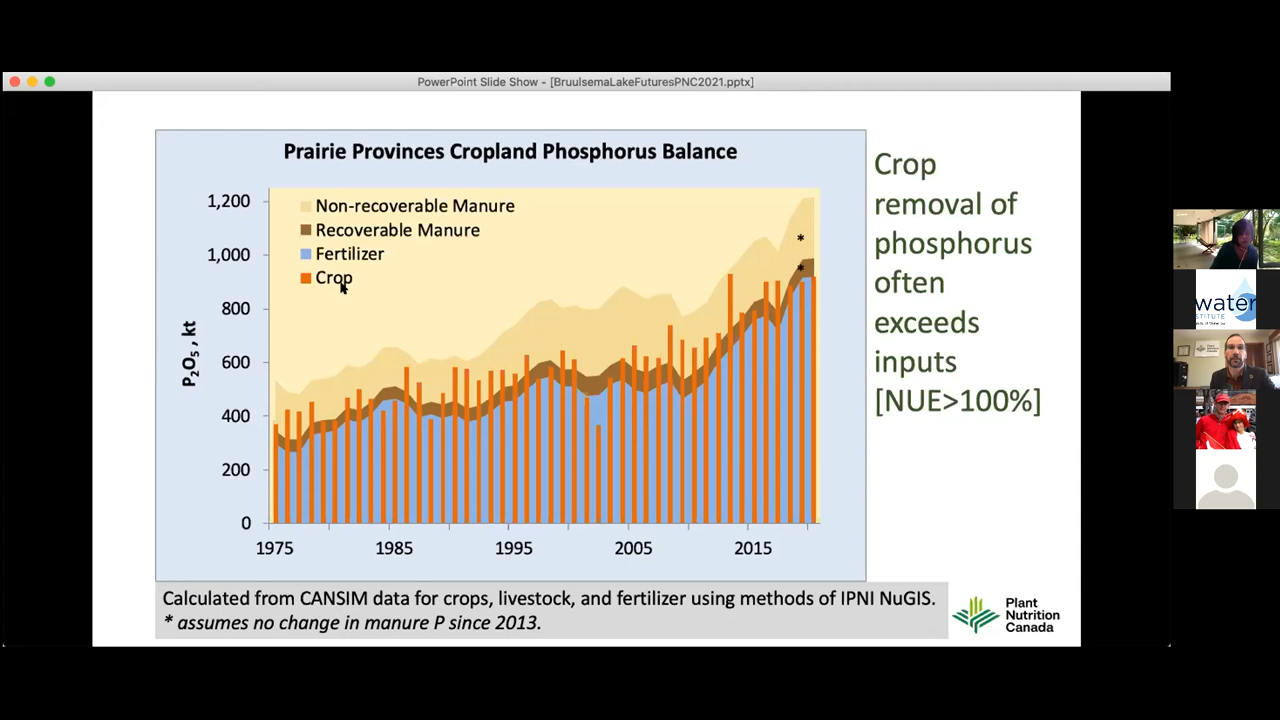 PowerPoint Slide Show - [BruulsemaLakeFuturesPNC2021.pptx]
Prairie Provinces Cropland Phosphorus Balance
1,200
1,000
800
600
400
200
0
P₂O₅ , kt
Non-recoverable Manure
Recoverable Manure
Fertilizer
Crop
*
*
1975
1985
1995
2005
2015
Crop
removal of
phosphorus
often
exceeds
inputs
[NUE>100%]
Calculated from CANSIM data for crops, livestock, and fertilizer using methods of IPNI NuGIS.
* assumes no change in manure P since 2013.
Plant
Nutrition
Canada
water